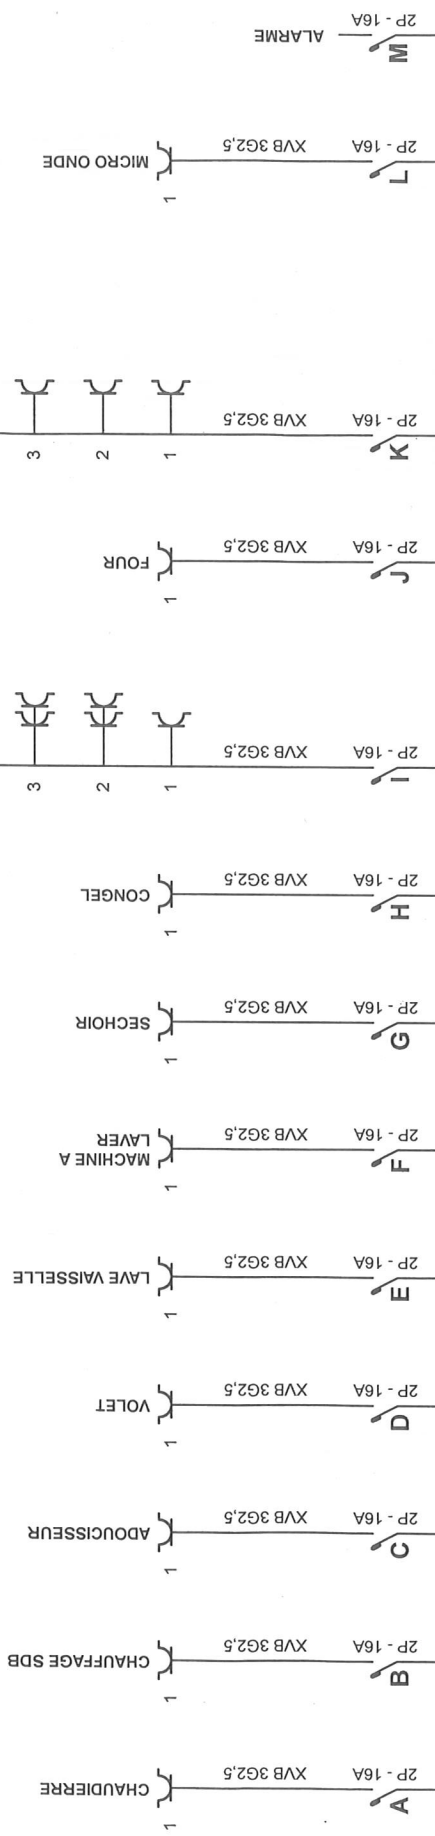 ALARME
2P - 16A
M
MICRO ONDE
1
XVB 3G2,5
2P - 16A
L
3
2
1
XVB 3G2,5
2P - 16A
K
FOUR
1
XVB 3G2,5
2P - 16A
J
3
2
1
XVB 3G2,5
2P - 16A
I
CONGEL
1
XVB 3G2,5
2P - 16A
H
SECHOIR
1
XVB 3G2,5
2P - 16A
G
MACHINE A
LAVER
1
XVB 3G2,5
2P - 16A
F
LAVE VAISSELLE
1
XVB 3G2,5
2P - 16A
E
VOLET
1
XVB 3G2,5
2P - 16A
D
ADOUCISSEUR
1
XVB 3G2,5
2P - 16A
C
CHAUFFAGE SDB
1
XVB 3G2,5
2P - 16A
B
CHAUDIERRE
1
XVB 3G2,5
2P - 16A
A